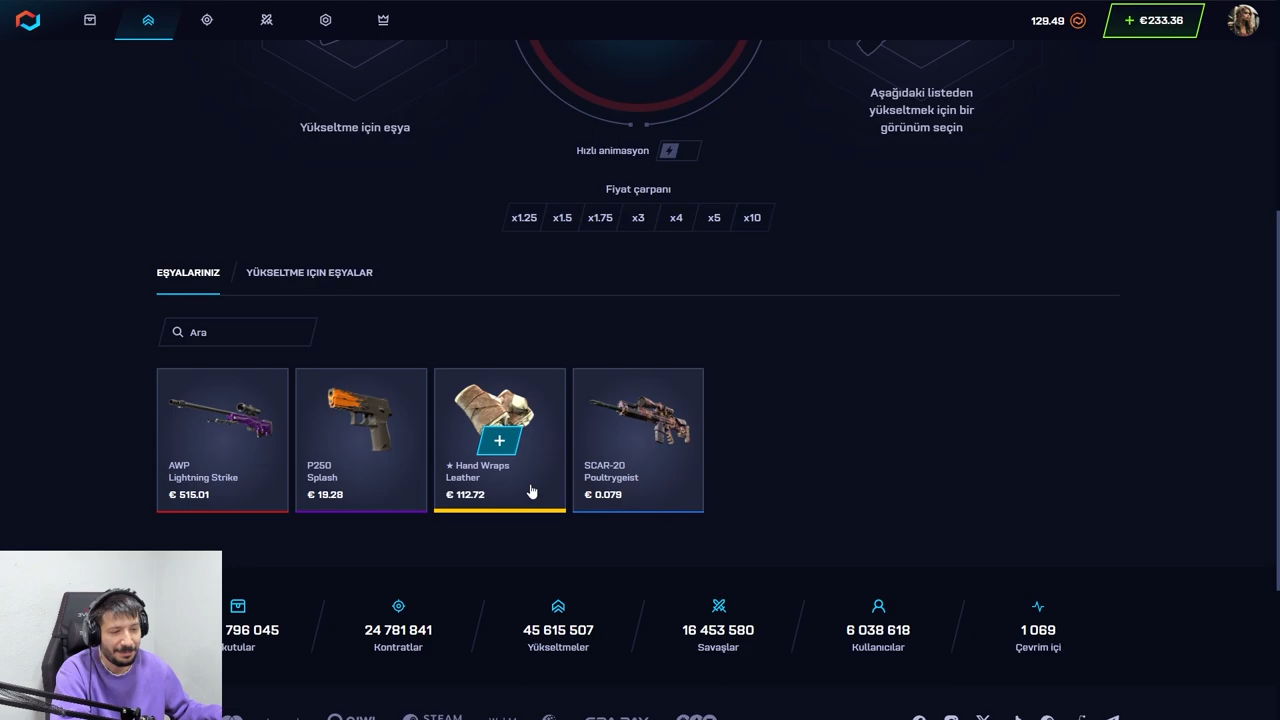 129.49
+ €233.36
Yükseltme için eşya
Aşağıdaki listeden
yükseltmek için bir
görünüm seçin
Hızlı animasyon
Fiyat çarpanı
x1.25 x1.5 x1.75 x3 x4 x5 x10
EŞYALARINIZ
YÜKSELTME IÇIN EŞYALAR
Ara
AWP
Lightning Strike
€ 515.01
P250
Splash
€ 19.28
★ Hand Wraps
Leather
€ 112.72
SCAR-20
Poultrygeist
€ 0.079
796 045
kutular
24 781 841
Kontratlar
45 615 507
Yükseltmeler
16 453 580
Savaşlar
6 038 618
Kullanıcılar
1 069
Çevrim içi
QIWI
STEAM